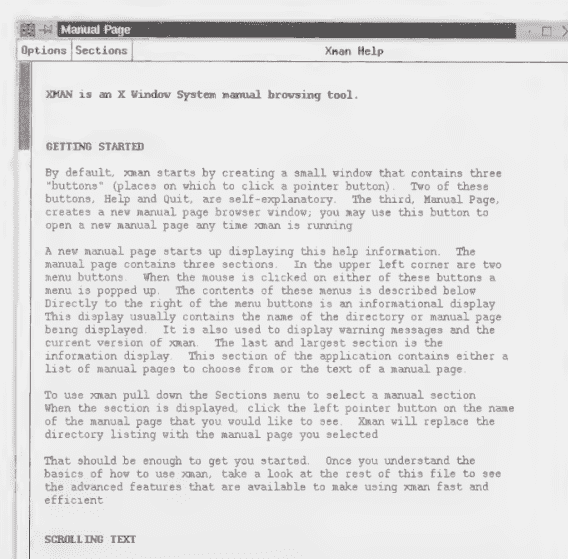 Manual Page
Options Sections Xman Help
XMAN is an X Window System manual browsing tool.
GETTING STARTED
By default, xman starts by creating a small window that contains three
"buttons" (places on which to click a pointer button). Two of these
buttons, Help and Quit, are self-explanatory. The third, Manual Page,
creates a new manual page browser window; you may use this button to
open a new manual page any time xman is running
A new manual page starts up displaying this help information. The
manual page contains three sections. In the upper left corner are two
menu buttons. When the mouse is clicked on either of these buttons a
menu is popped up. The contents of these menus is described below
Directly to the right of the menu buttons is an informational display
This display usually contains the name of the directory or manual page
being displayed. It is also used to display warning messages and the
current version of xman. The last and largest section is the
information display. This section of the application contains either a
list of manual pages to choose from or the text of a manual page.
To use xman pull down the Sections menu to select a manual section
When the section is displayed, click the left pointer button on the name
of the manual page that you would like to see. Xman will replace the
directory listing with the manual page you selected
That should be enough to get you started. Once you understand the
basics of how to use xman, take a look at the rest of this file to see
the advanced features that are available to make using xman fast and
efficient
SCROLLING TEXT